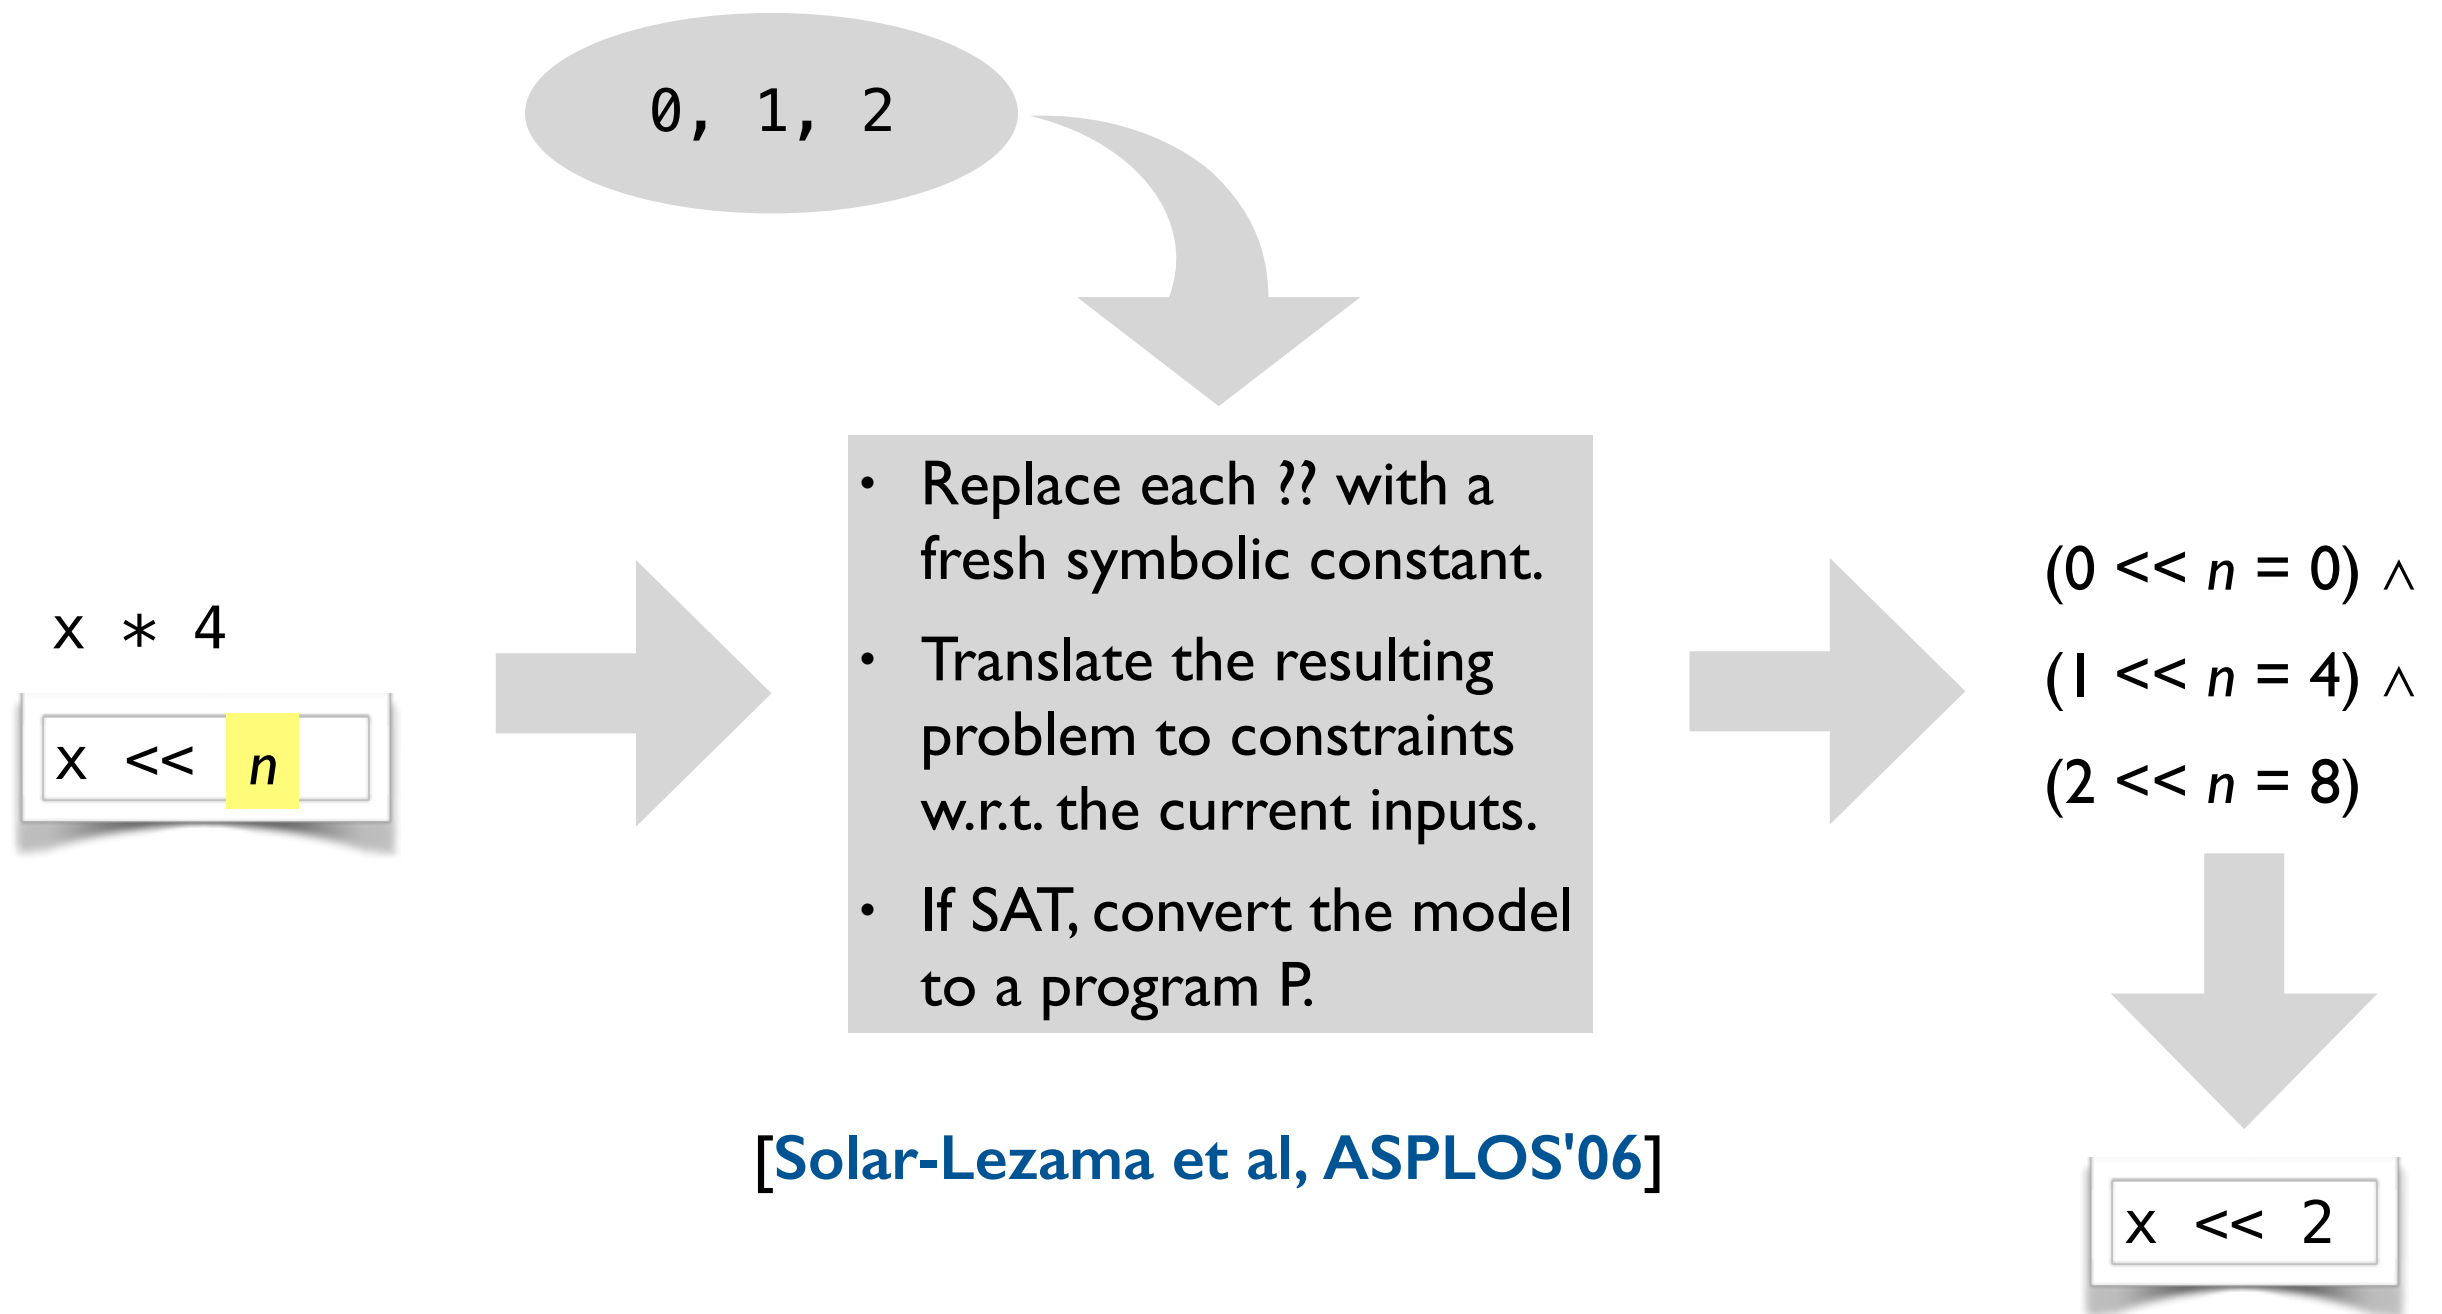 0, 1, 2
x * 4
x << n
• Replace each ?? with a
fresh symbolic constant.
• Translate the resulting
problem to constraints
w.r.t. the current inputs.
• If SAT, convert the model
to a program P.
(0 << n = 0) ∧
(1 << n = 4) ∧
(2 << n = 8)
[Solar-Lezama et al, ASPLOS'06]
x << 2